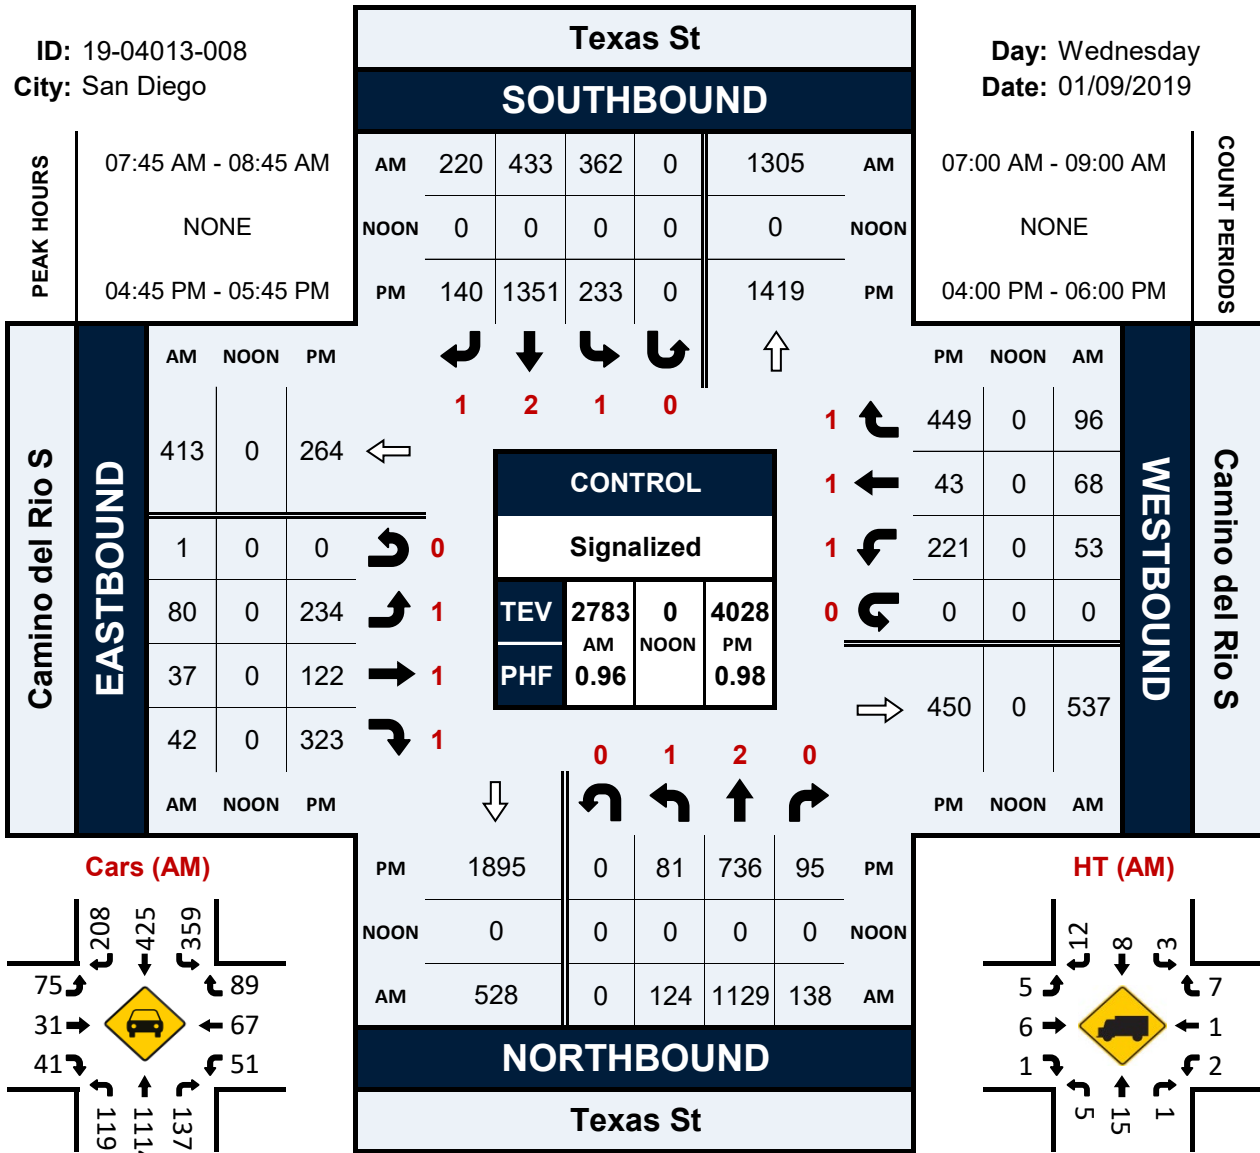 Texas St
ID: 19-04013-008
Day: Wednesday
City: San Diego
Date: 01/09/2019
SOUTHBOUND
PEAK HOURS
07:45 AM - 08:45 AM
AM 220 433 362 0 1305 AM
07:00 AM - 09:00 AM
COUNT PERIODS
NONE
NOON 0 0 0 0 0 NOON
NONE
04:45 PM - 05:45 PM
PM 140 1351 233 0 1419 PM
04:00 PM - 06:00 PM
Camino del Rio S
EASTBOUND
AM NOON PM
413 0 264
1 0 0 0
80 0 234 1
37 0 122 1
42 0 323 1
AM NOON PM
1 2 1 0
CONTROL
Signalized
TEV 2783 0 4028
AM NOON PM
PHF 0.96 0.98
PM NOON AM
1 449 0 96
1 43 0 68
1 221 0 53
0 0 0 0
450 0 537
PM NOON AM
WESTBOUND
Camino del Rio S
0 1 2 0
PM 1895 0 81 736 95 PM
NOON 0 0 0 0 0 NOON
AM 528 0 124 1129 138 AM
NORTHBOUND
Texas St
Cars (AM)
208 425 359
75 89
31 67
41 51
119 1114 137
HT (AM)
12 8 3
5 7
6 1
1 2
5 15 1